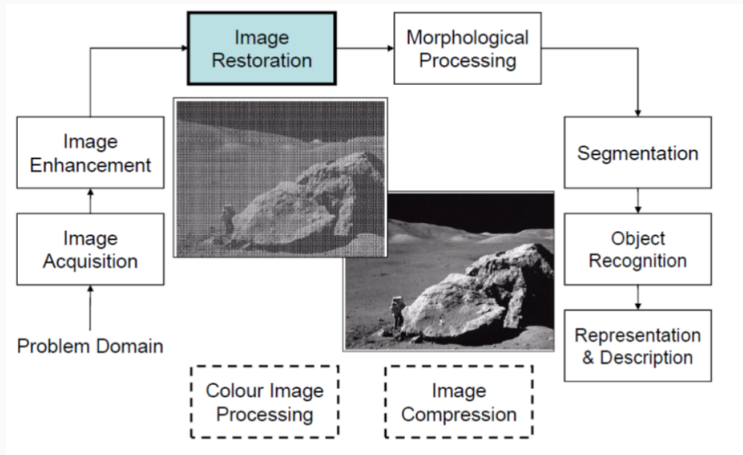 Image
Restoration
Morphological
Processing
Image
Enhancement
Segmentation
Image
Acquisition
Object
Recognition
Problem Domain
Representation
& Description
Colour Image
Processing
Image
Compression